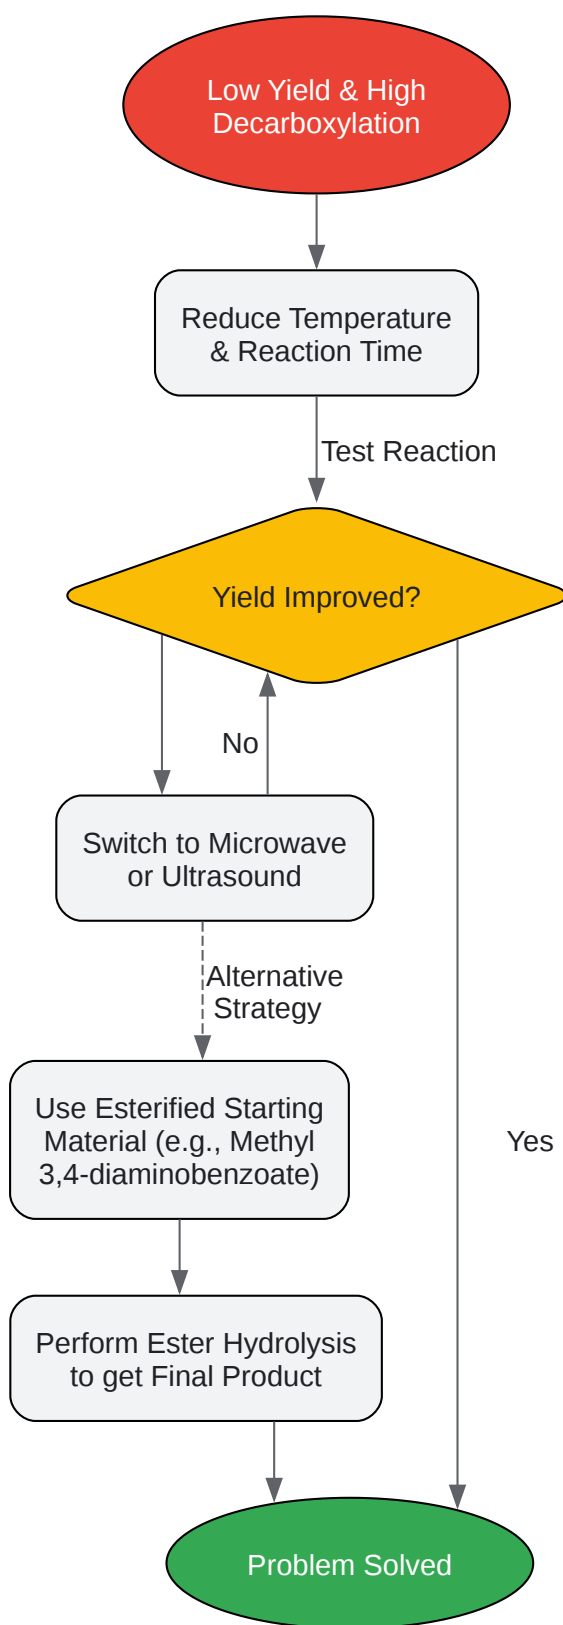 Low Yield & High
Decarboxylation
Reduce Temperature
& Reaction Time
Test Reaction
Yield Improved?
No
Switch to Microwave
or Ultrasound
Alternative
Strategy
Use Esterified Starting
Material (e.g., Methyl
3,4-diaminobenzoate)
Yes
Perform Ester Hydrolysis
to get Final Product
Problem Solved